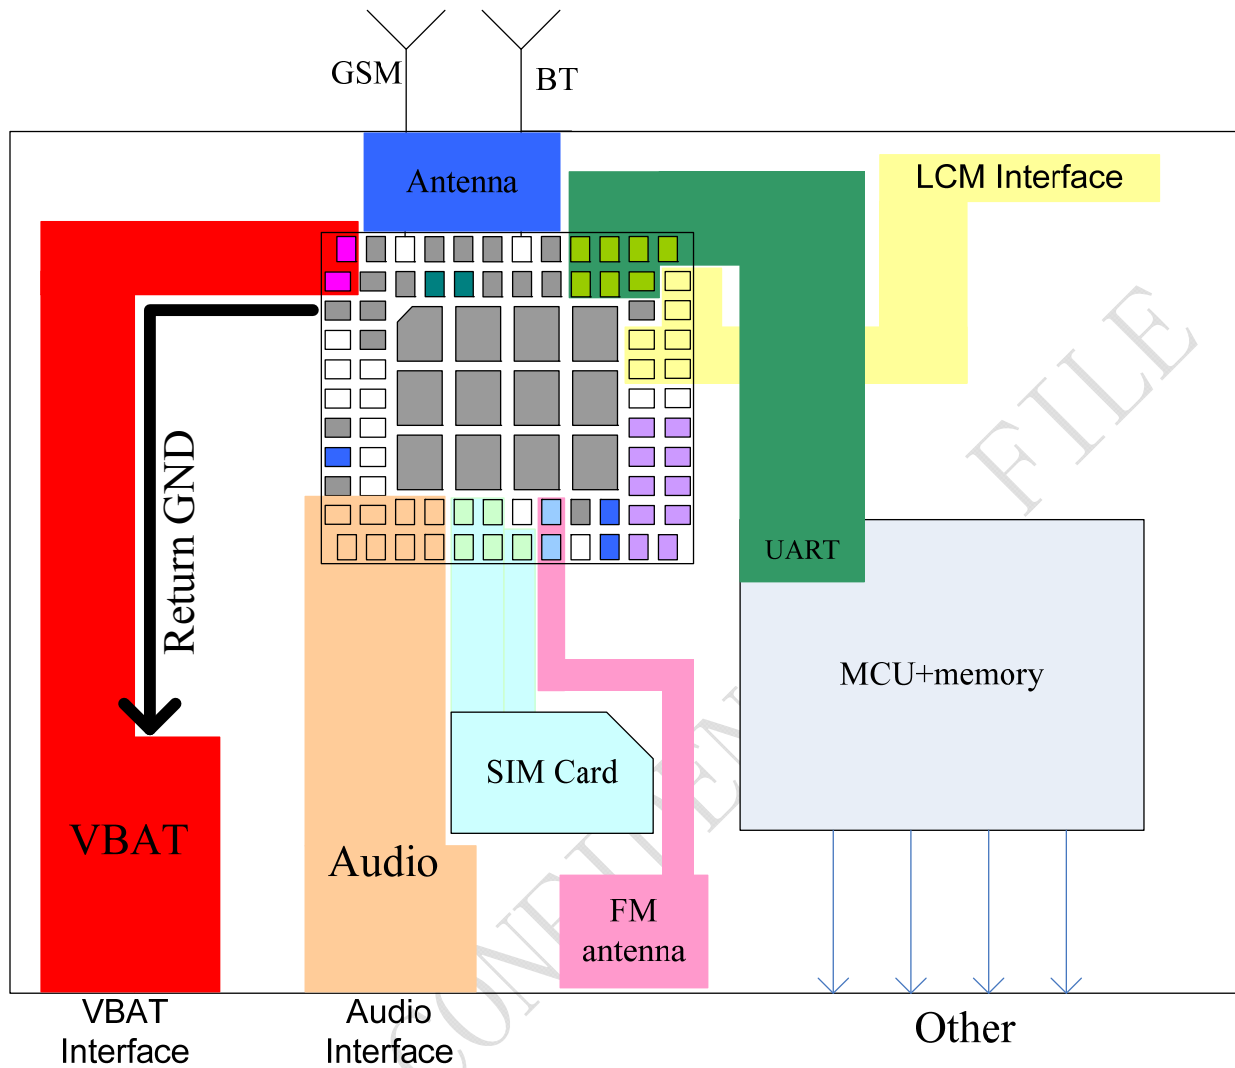 GSM
BT
Antenna
LCM Interface
Return GND
UART
MCU+memory
SIM Card
VBAT
Audio
FM
antenna
VBAT
Interface
Audio
Interface
Other
FILE